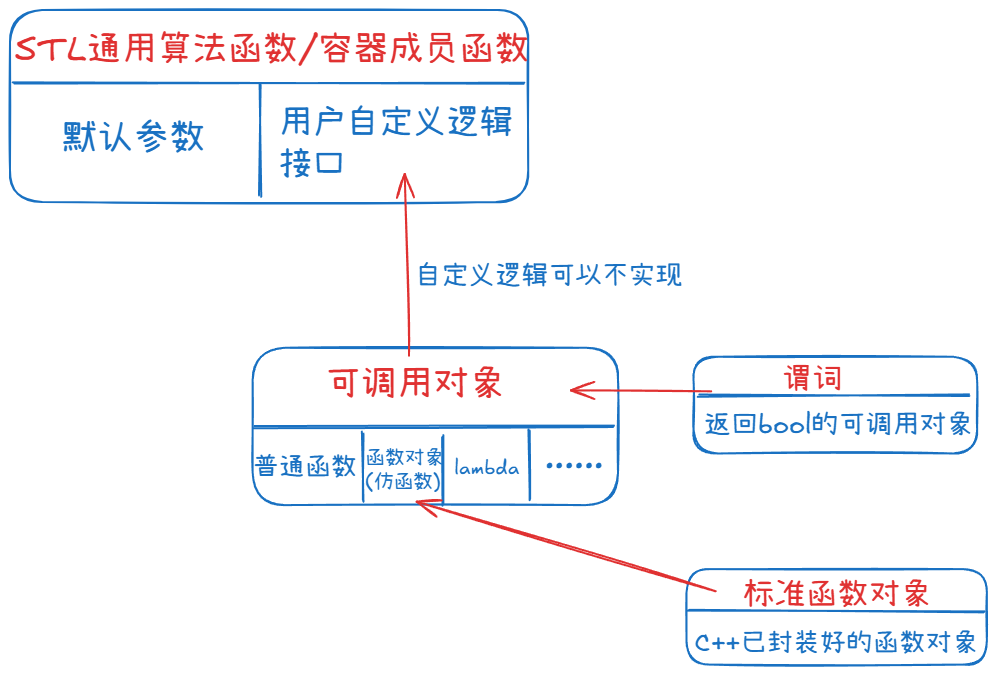 STL通用算法函数/容器成员函数
默认参数
用户自定义逻辑
接口
自定义逻辑可以不实现
可调用对象
普通函数
函数对象
(仿函数)
lambda
……
谓词
返回bool的可调用对象
标准函数对象
C++已封装好的函数对象